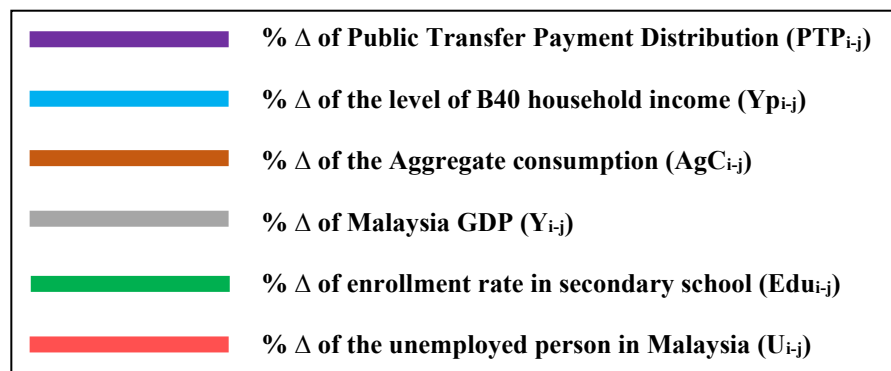 % Δ of Public Transfer Payment Distribution (PTPi-j)
% Δ of the level of B40 household income (Ypi-j)
% Δ of the Aggregate consumption (AgCi-j)
% Δ of Malaysia GDP (Yi-j)
% Δ of enrollment rate in secondary school (Edui-j)
% Δ of the unemployed person in Malaysia (Ui-j)